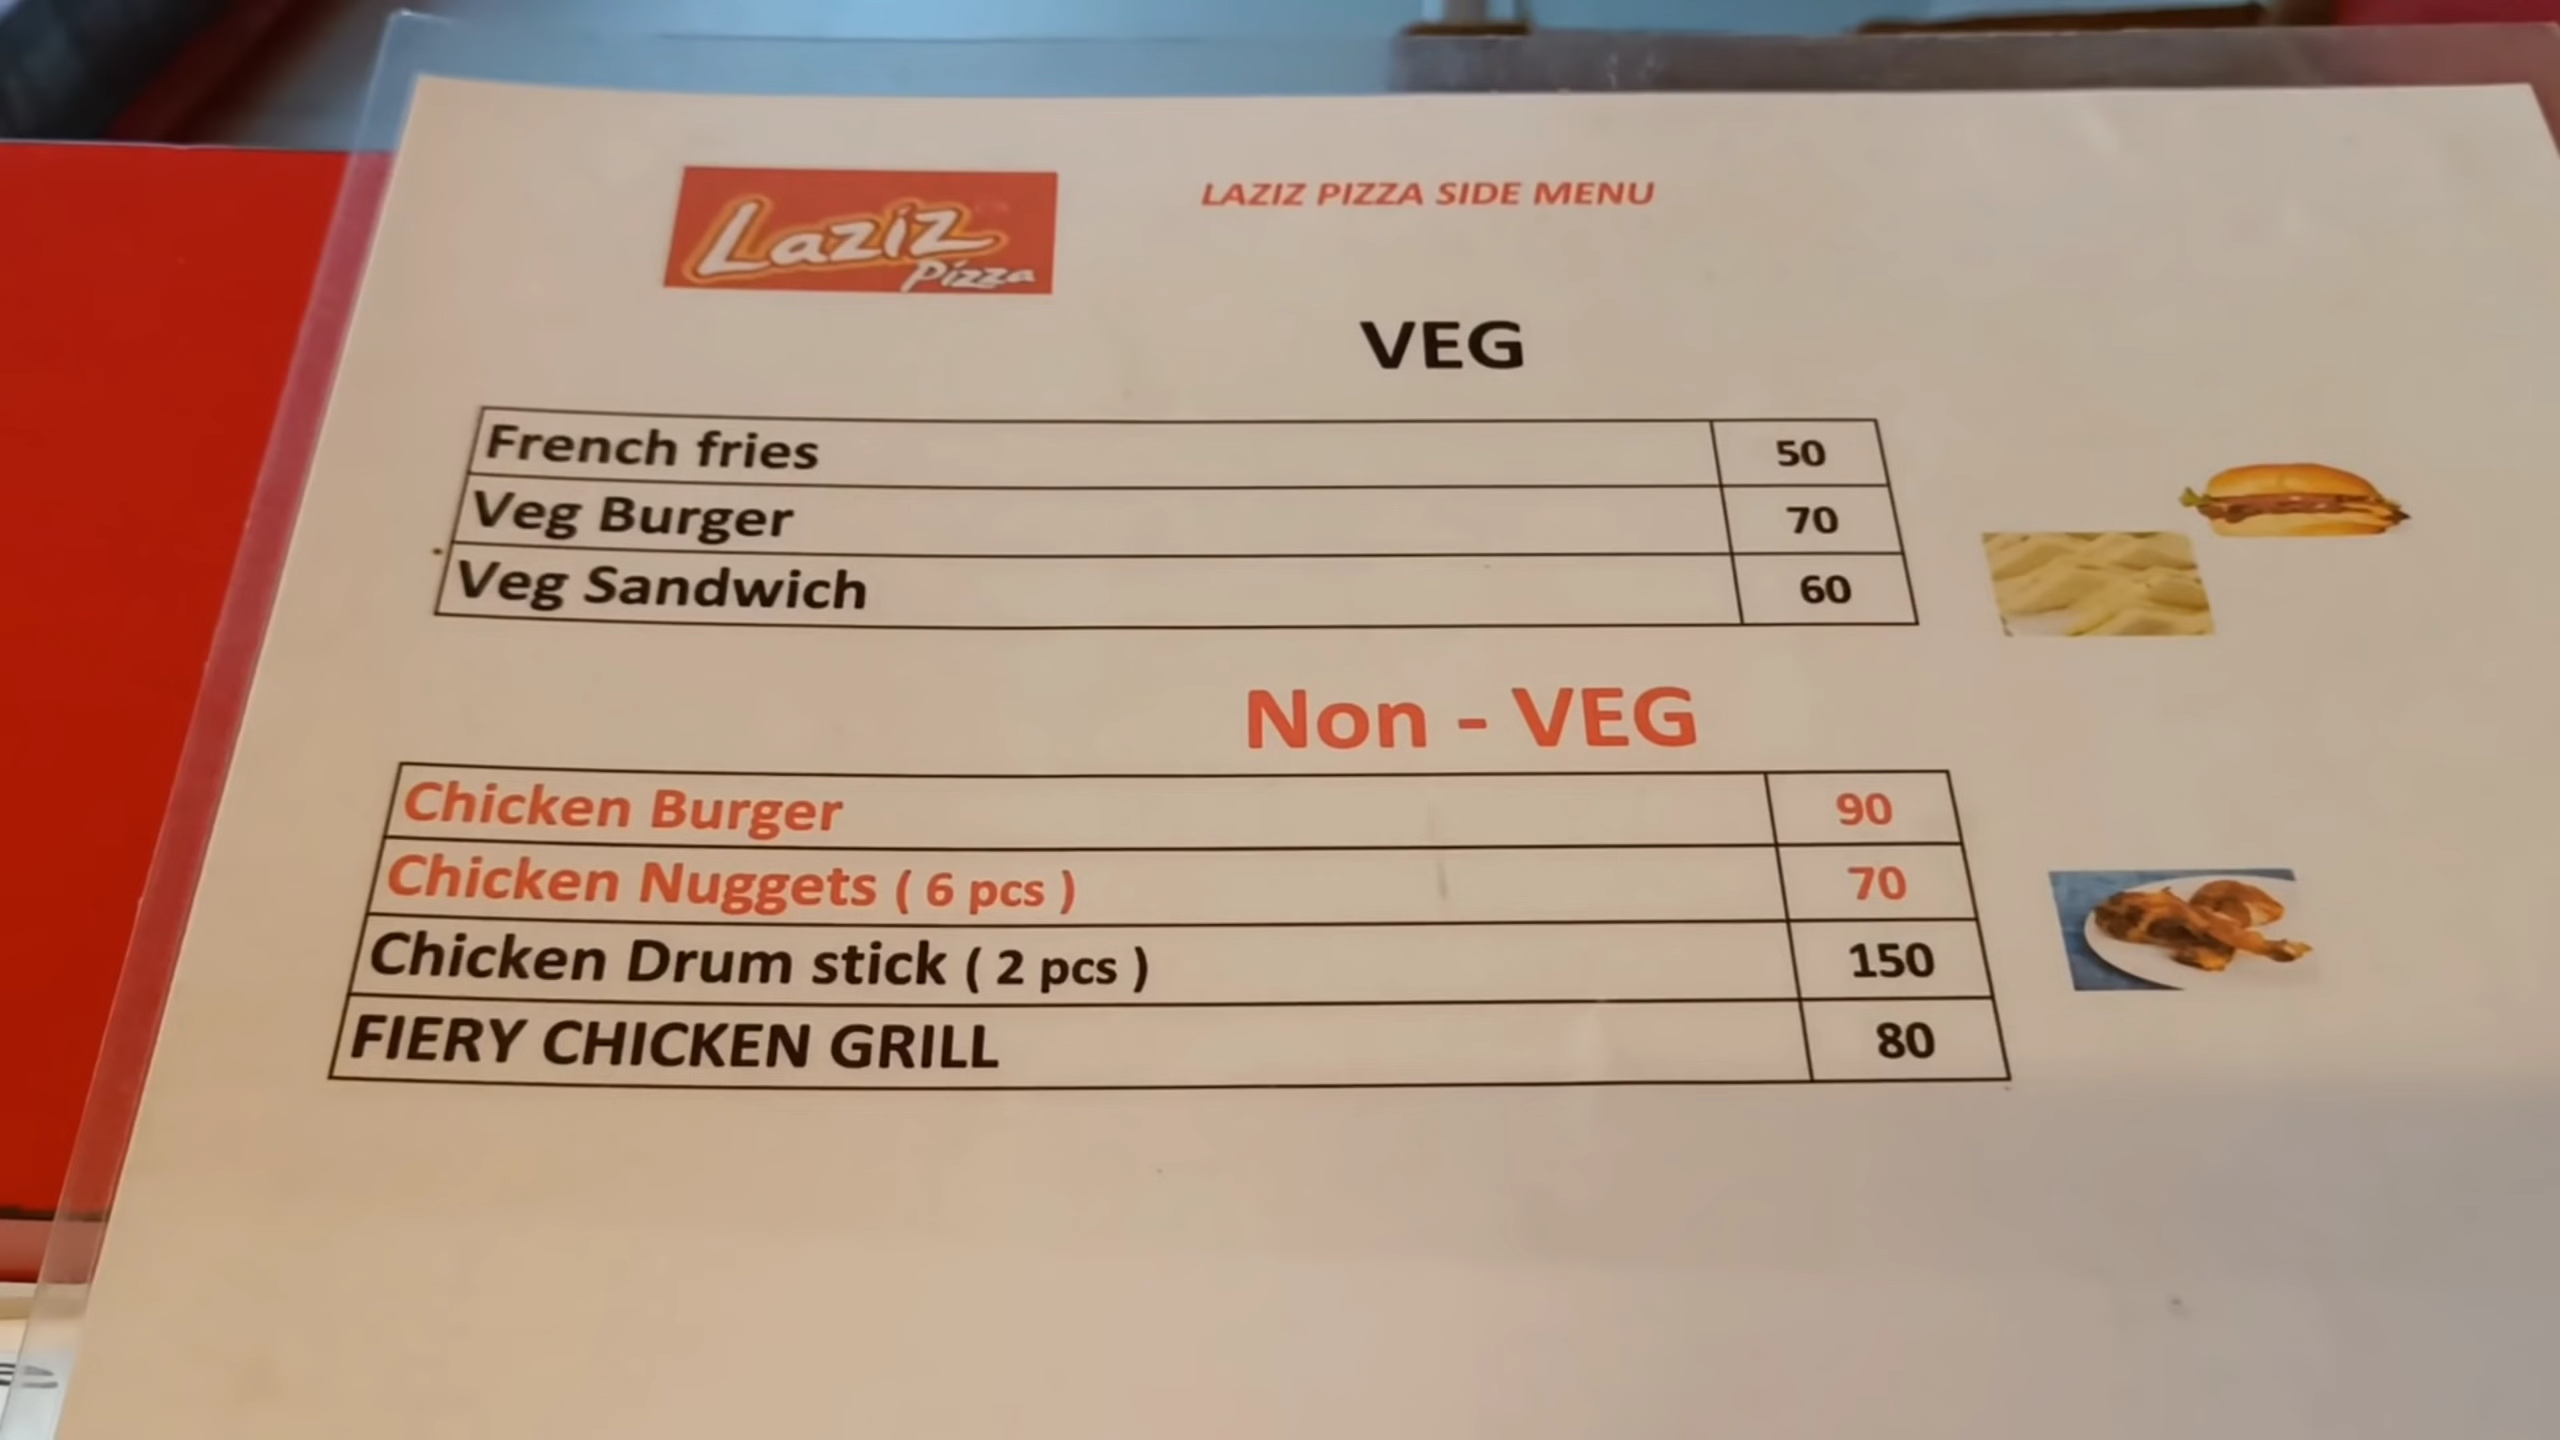 Laziz
Pizza
LAZIZ PIZZA SIDE MENU
VEG
French fries 50
Veg Burger 70
Veg Sandwich 60
Non - VEG
Chicken Burger 90
Chicken Nuggets ( 6 pcs ) 70
Chicken Drum stick ( 2 pcs ) 150
FIERY CHICKEN GRILL 80